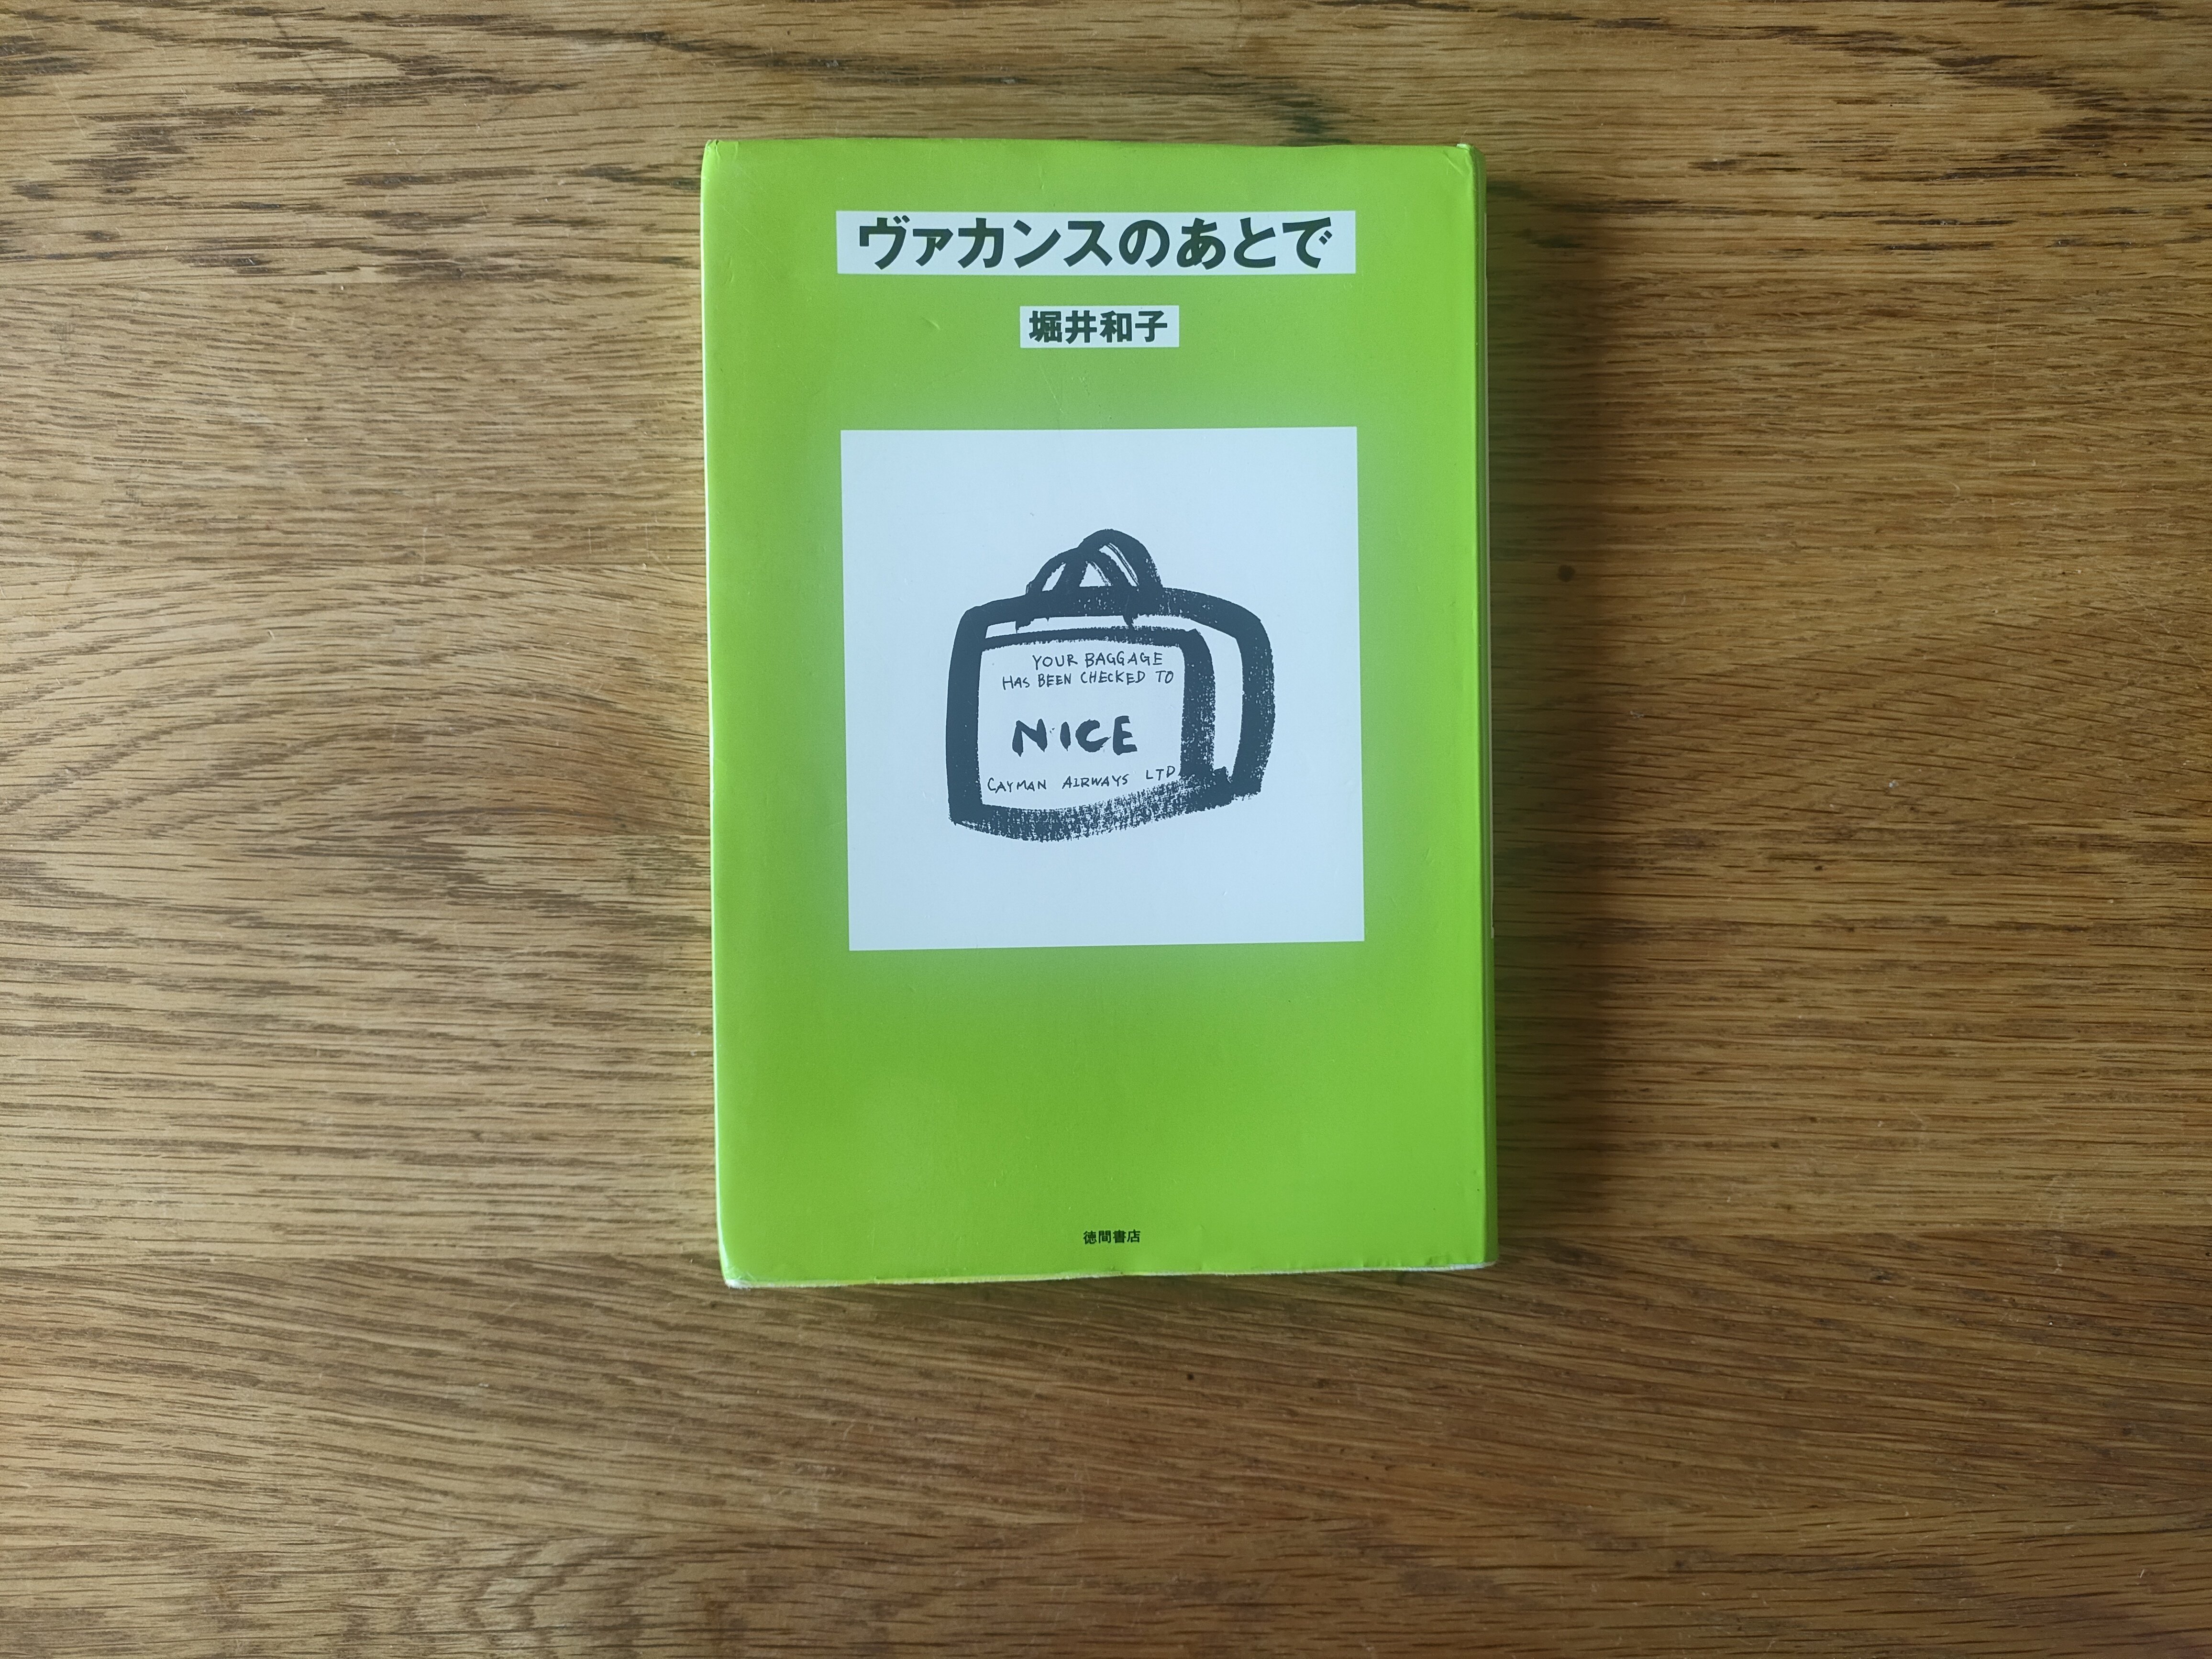 ヴァカンスのあとで
堀井和子
YOUR BAGGAGE
HAS BEEN CHECKED TO
NICE
CAYMAN AIRWAYS LTD
徳間書店